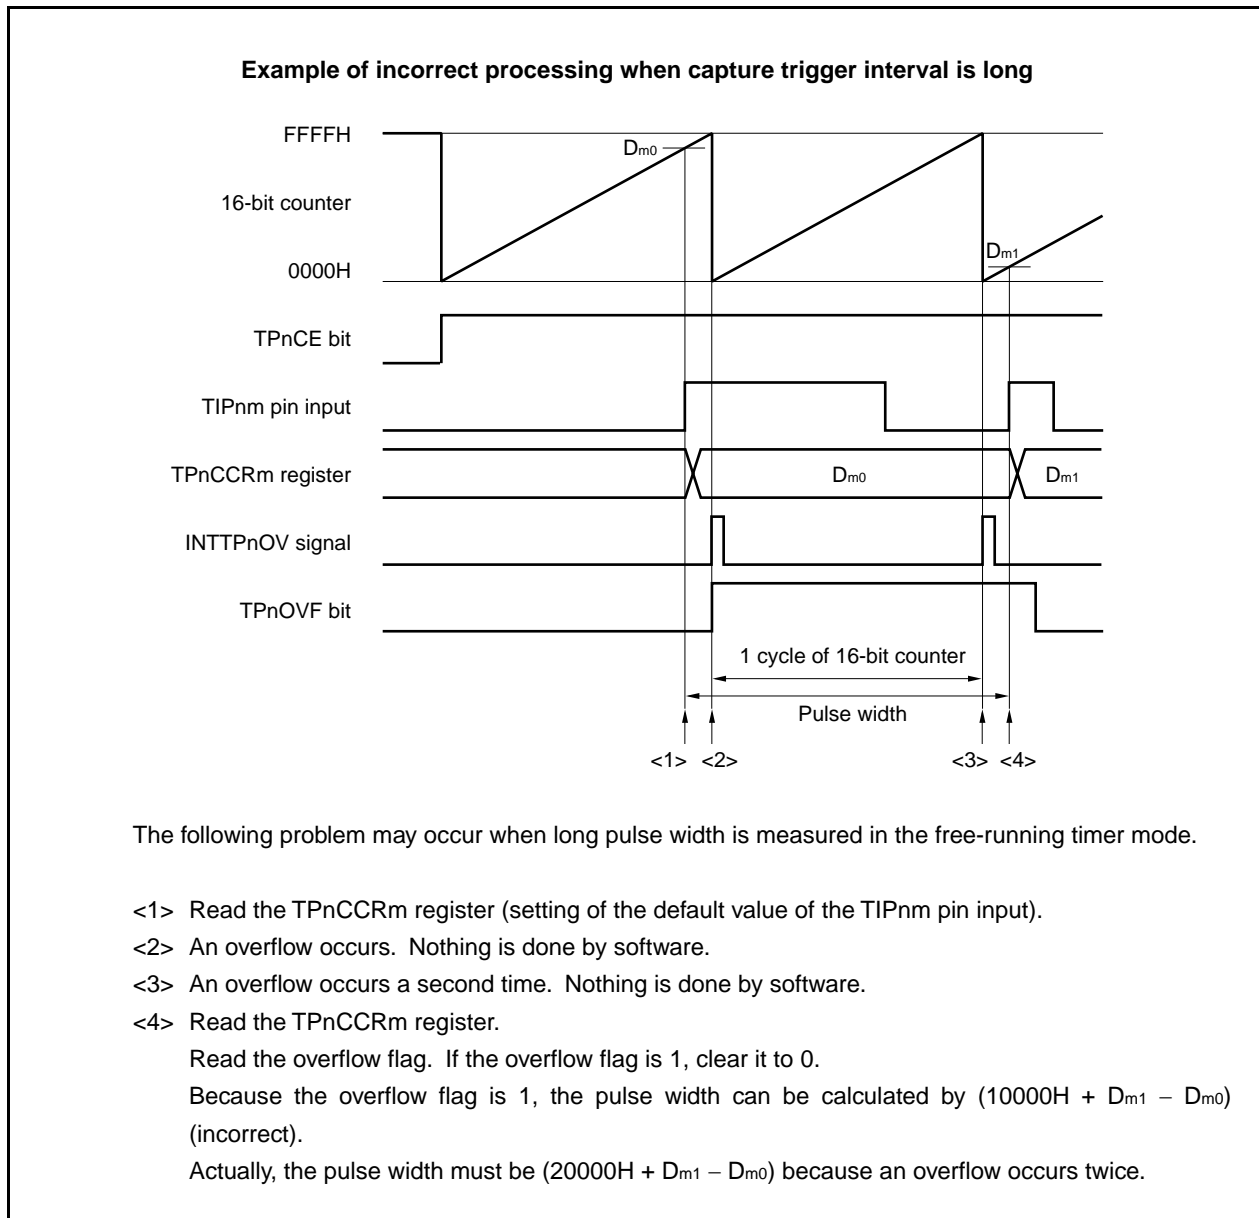 Example of incorrect processing when capture trigger interval is long
FFFFH
Dm0
16-bit counter
Dm1
0000H
TPnCE bit
TIPnm pin input
TPnCCRm register
Dm0
Dm1
INTTPnOV signal
TPnOVF bit
1 cycle of 16-bit counter
Pulse width
<1> <2> <3> <4>
The following problem may occur when long pulse width is measured in the free-running timer mode.
<1> Read the TPnCCRm register (setting of the default value of the TIPnm pin input).
<2> An overflow occurs. Nothing is done by software.
<3> An overflow occurs a second time. Nothing is done by software.
<4> Read the TPnCCRm register.
Read the overflow flag. If the overflow flag is 1, clear it to 0.
Because the overflow flag is 1, the pulse width can be calculated by (10000H + Dm1 − Dm0)
(incorrect).
Actually, the pulse width must be (20000H + Dm1 − Dm0) because an overflow occurs twice.